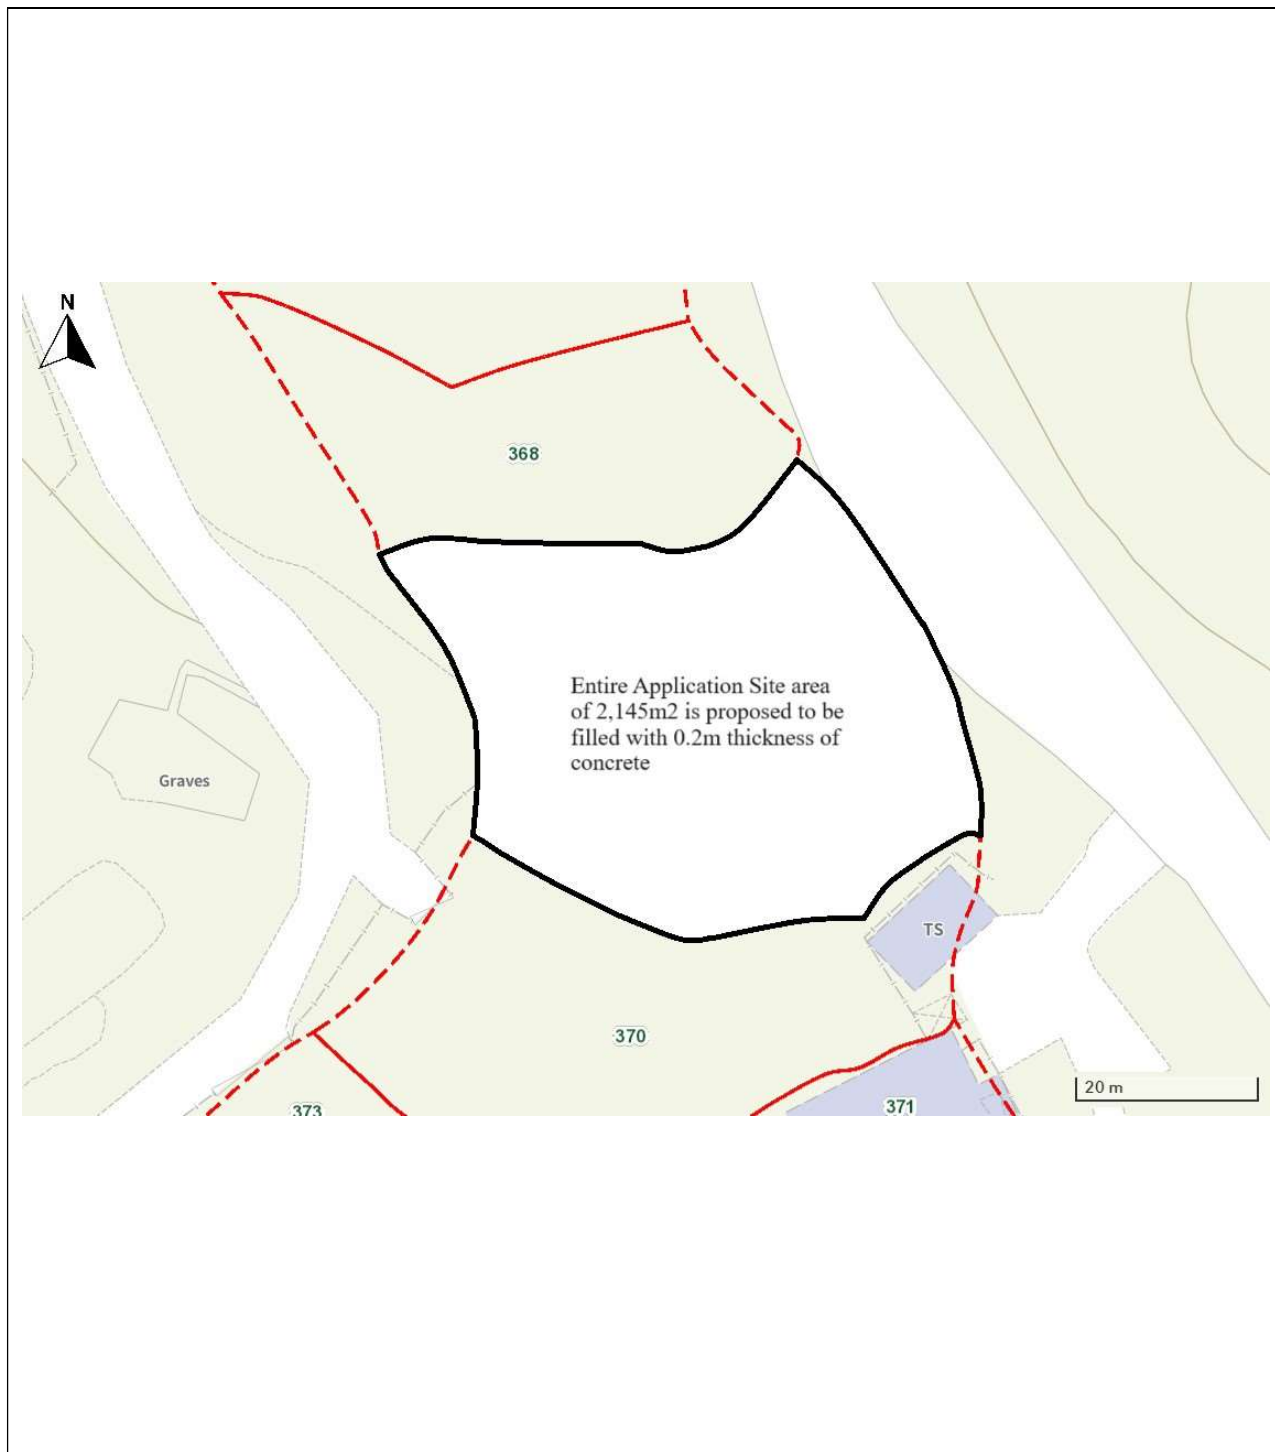 N
368
Entire Application Site area
of 2,145m2 is proposed to be
filled with 0.2m thickness of
concrete
Graves
TS
370
20 m
373
371